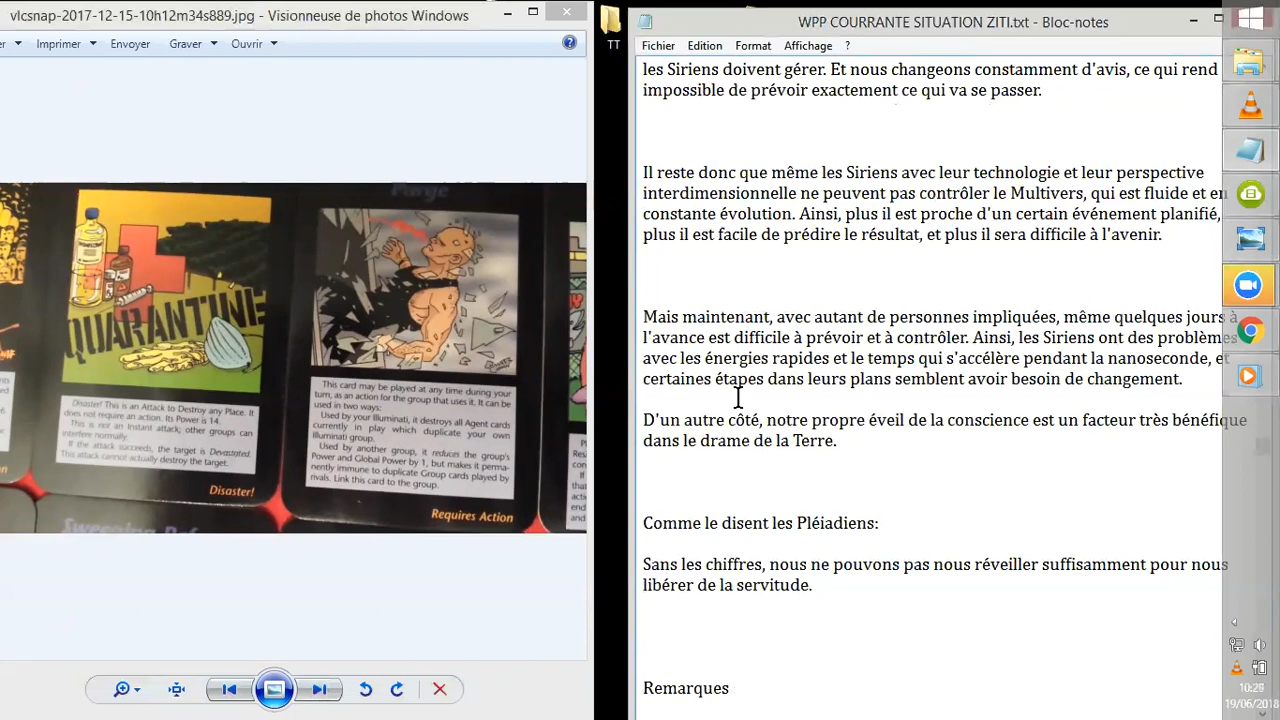 vlcsnap-2017-12-15-10h12m34s889.jpg - Visionneuse de photos Windows
Imprimer
Envoyer
Graver
Ouvrir
Purge
QUARANTINE
Disaster! This is an Attack to Destroy any Place. It
does not require an action. Its Power is 14.
This is not an Instant attack; other groups can
interfere normally.
If the attack succeeds, the target is Devastated.
This attack cannot actually destroy the target.
Disaster!
This card may be played at any time during your
turn, as an action for the group that uses it. It can be
used in two ways:
Used by your Illuminati, it destroys all Agent cards
currently in play which duplicate your own
Illuminati group.
Used by another group, it reduces the group's
Power and Global Power by 1, but makes it perma-
nently immune to duplicate Group cards played by
rivals. Link this card to the group.
Requires Action
TT
WPP COURRANTE SITUATION ZITI.txt - Bloc-notes
Fichier Edition Format Affichage ?
les Siriens doivent gérer. Et nous changeons constamment d'avis, ce qui rend
impossible de prévoir exactement ce qui va se passer.
Il reste donc que même les Siriens avec leur technologie et leur perspective
interdimensionnelle ne peuvent pas contrôler le Multivers, qui est fluide et en
constante évolution. Ainsi, plus il est proche d'un certain événement planifié,
plus il est facile de prédire le résultat, et plus il sera difficile à l'avenir.
Mais maintenant, avec autant de personnes impliquées, même quelques jours à
l'avance est difficile à prévoir et à contrôler. Ainsi, les Siriens ont des problèmes
avec les énergies rapides et le temps qui s'accélère pendant la nanoseconde, et
certaines étapes dans leurs plans semblent avoir besoin de changement.
D'un autre côté, notre propre éveil de la conscience est un facteur très bénéfique
dans le drame de la Terre.
Comme le disent les Pléiadiens:
Sans les chiffres, nous ne pouvons pas nous réveiller suffisamment pour nous
libérer de la servitude.
Remarques
10:29
19/06/2018